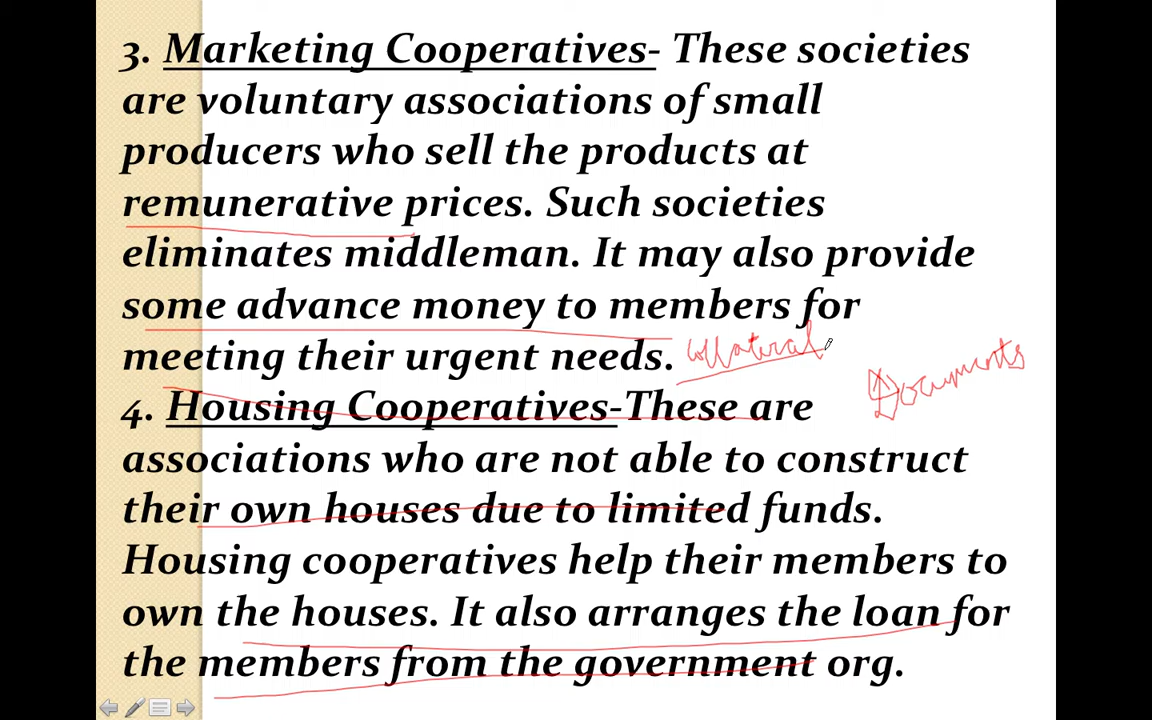 3. Marketing Cooperatives- These societies
are voluntary associations of small
producers who sell the products at
remunerative prices. Such societies
eliminates middleman. It may also provide
some advance money to members for
meeting their urgent needs. collateral
Documents
4. Housing Cooperatives-These are
associations who are not able to construct
their own houses due to limited funds.
Housing cooperatives help their members to
own the houses. It also arranges the loan for
the members from the government org.